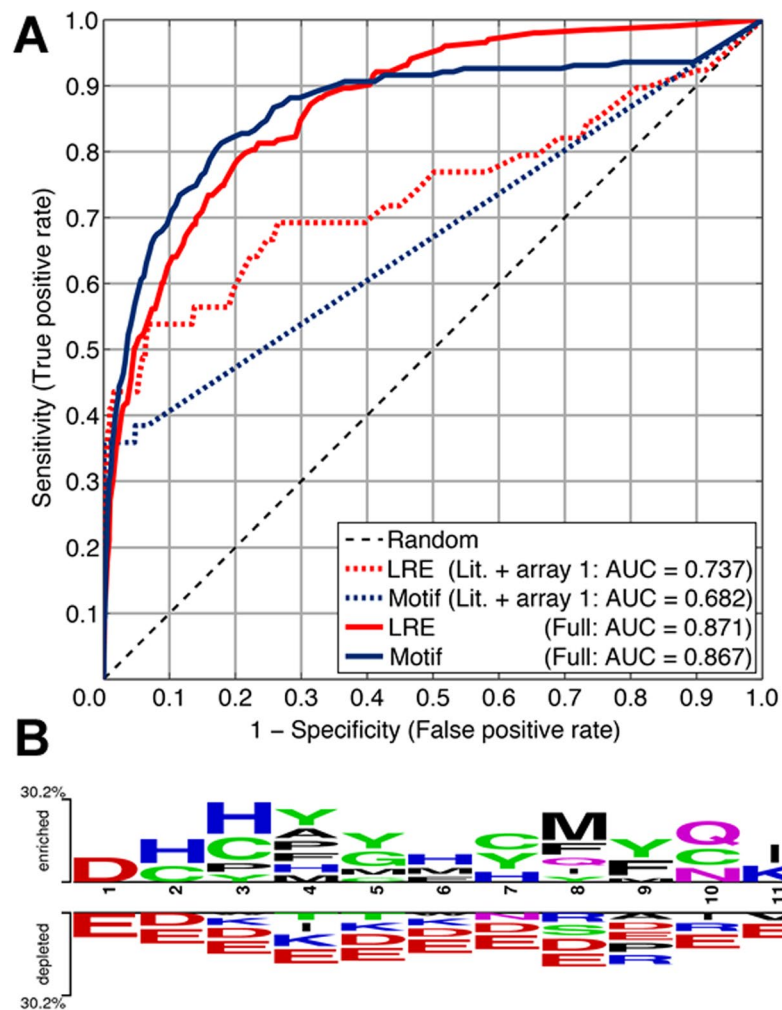 A
1.0
0.9
0.8
0.7
0.6
0.5
0.4
0.3
0.2
0.1
Sensitivity (True positive rate)
Random
LRE (Lit. + array 1: AUC = 0.737)
Motif (Lit. + array 1: AUC = 0.682)
LRE (Full: AUC = 0.871)
Motif (Full: AUC = 0.867)
0.0 0.1 0.2 0.3 0.4 0.5 0.6 0.7 0.8 0.9 1.0
1 – Specificity (False positive rate)
B
30.2%
enriched
D
H C
H C P
Y A P F H M
Y G M
H M
C Y H
M F Q
Y F
Q C N
I K
1 2 3 4 5 6 7 8 9 10 11
depleted
E
D E
K D E
K E
K D E
K D E
N D E
R S D E
A D E P R
R E
E
30.2%